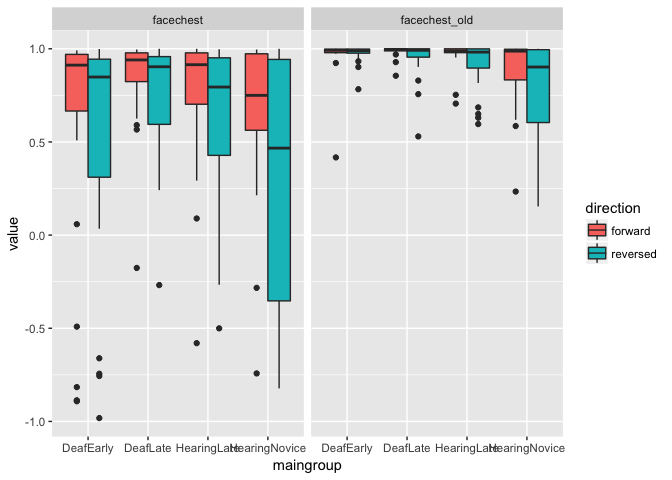 facechest facechest_old
1.0
0.5
0.0
-0.5
-1.0
value
DeafEarly DeafLate HearingLate HearingNovice DeafEarly DeafLate HearingLate HearingNovice
maingroup
direction
forward
reversed